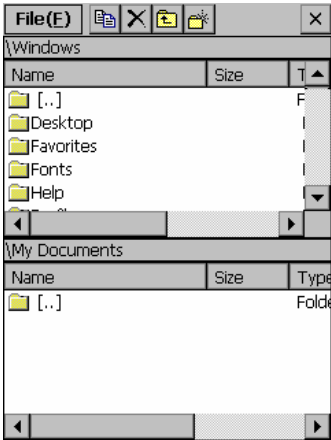 File(F)
\Windows
Name Size
[..]
Desktop
Favorites
Fonts
Help
\My Documents
Name Size Type
[..] Folde